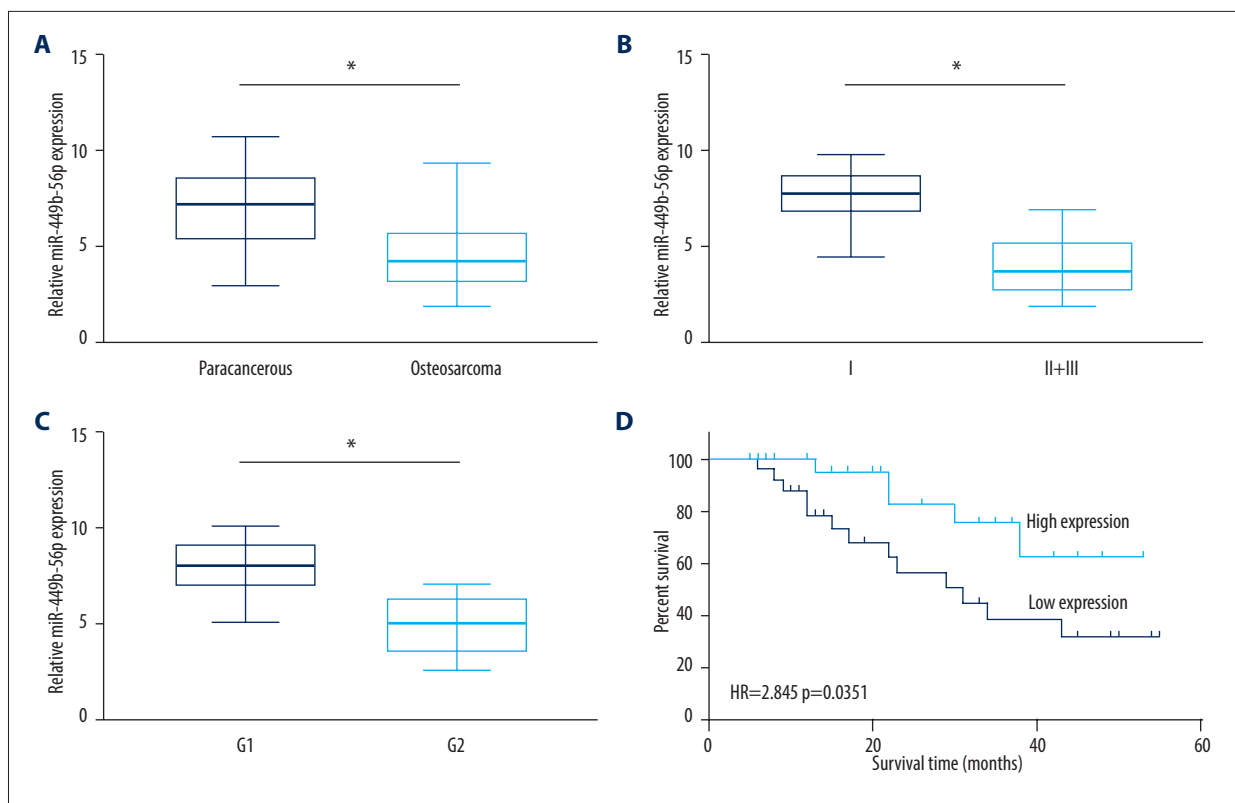 A
Relative miR-449b-56p expression
15
10
5
0
*
Paracancerous
Osteosarcoma
B
Relative miR-449b-56p expression
15
10
5
0
*
I
II+III
C
Relative miR-449b-56p expression
15
10
5
0
*
G1
G2
D
Percent survival
100
80
60
40
20
0
High expression
Low expression
HR=2.845 p=0.0351
0
20
40
60
Survival time (months)